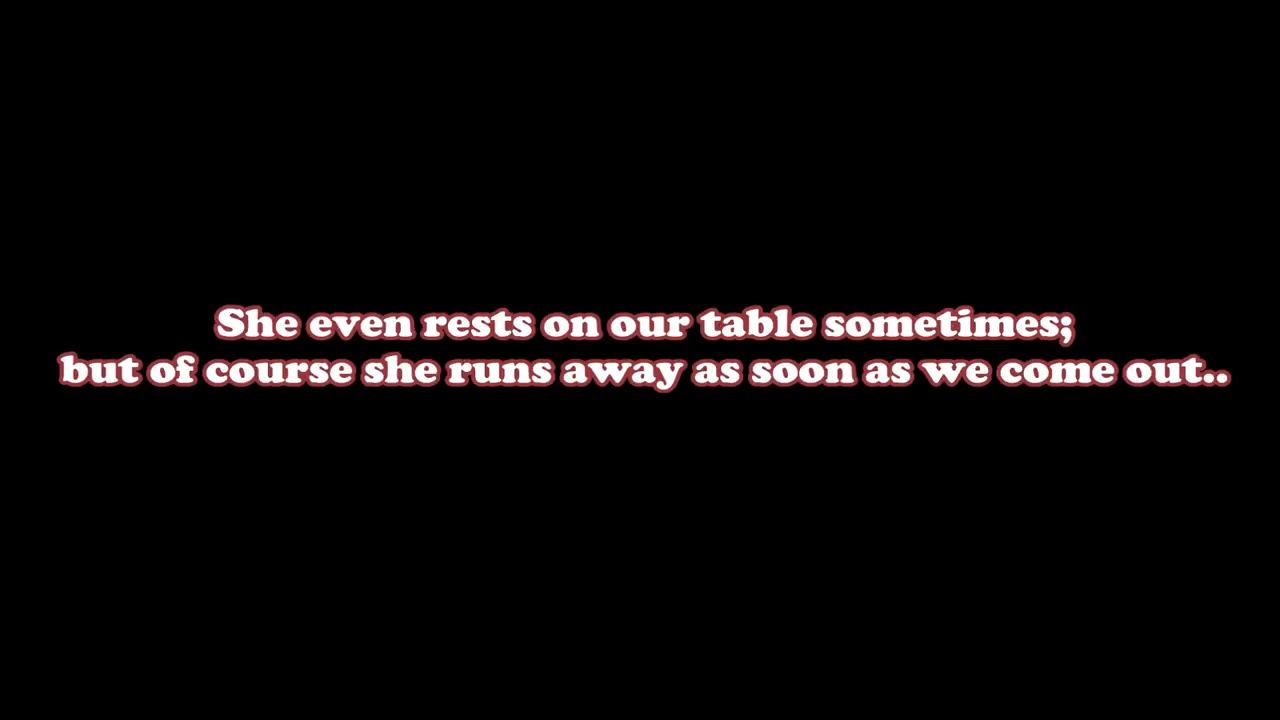 She even rests on our table sometimes;
but of course she runs away as soon as we come out..